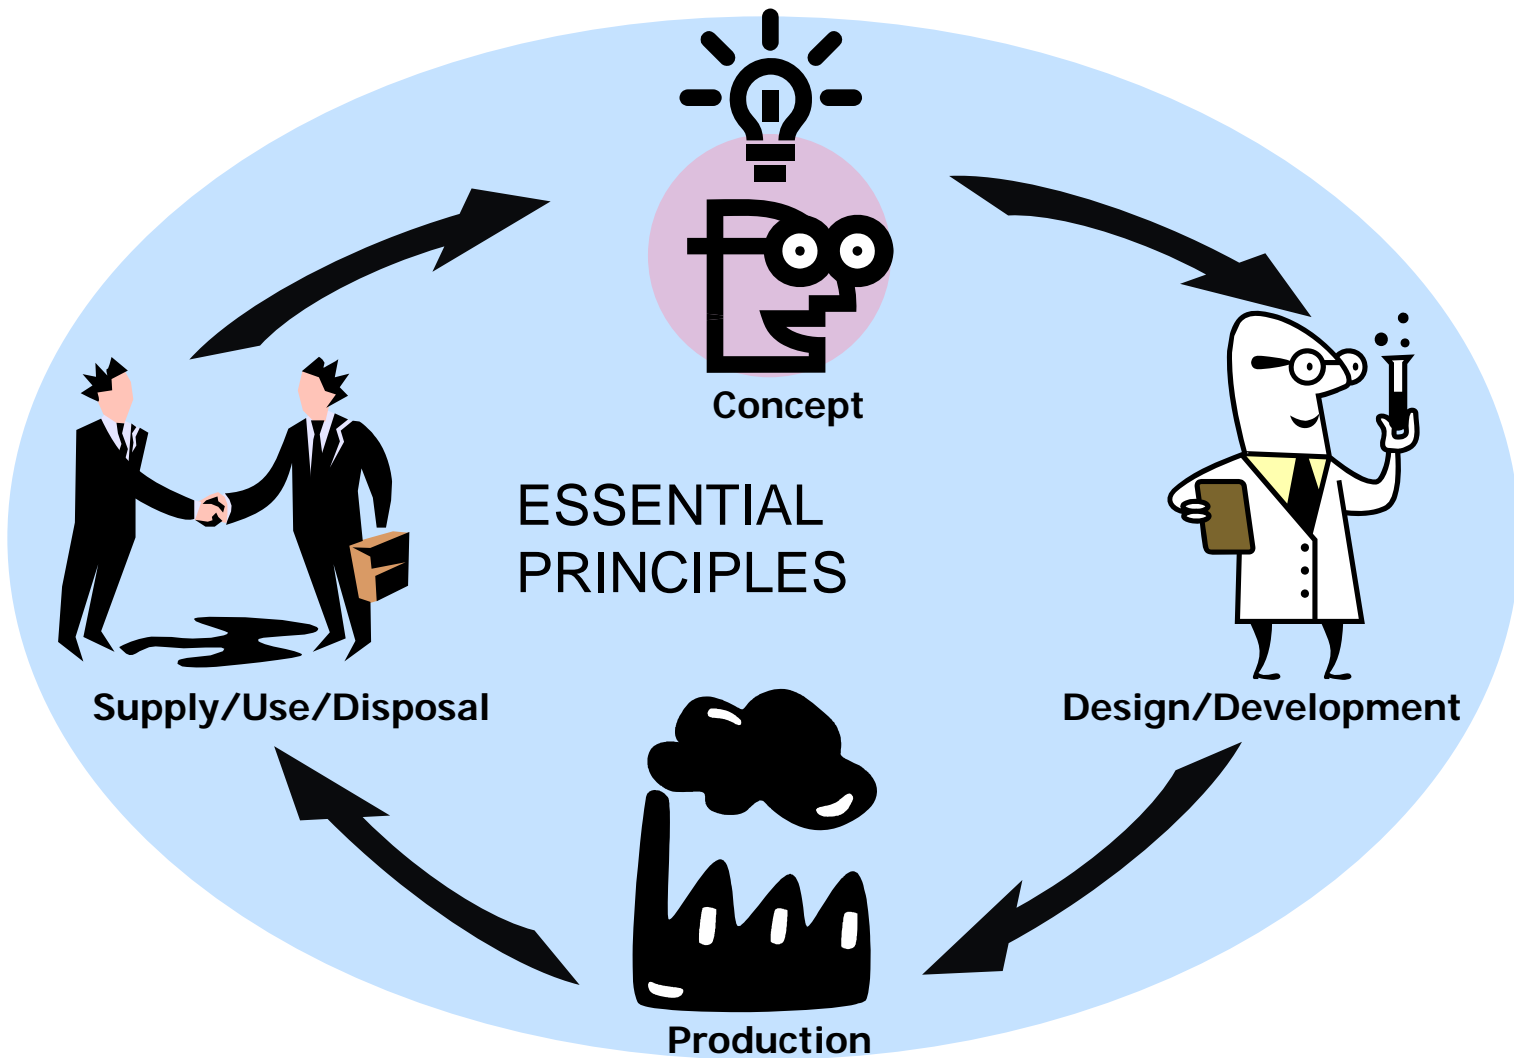 Concept
ESSENTIAL
PRINCIPLES
Supply/Use/Disposal
Design/Development
Production